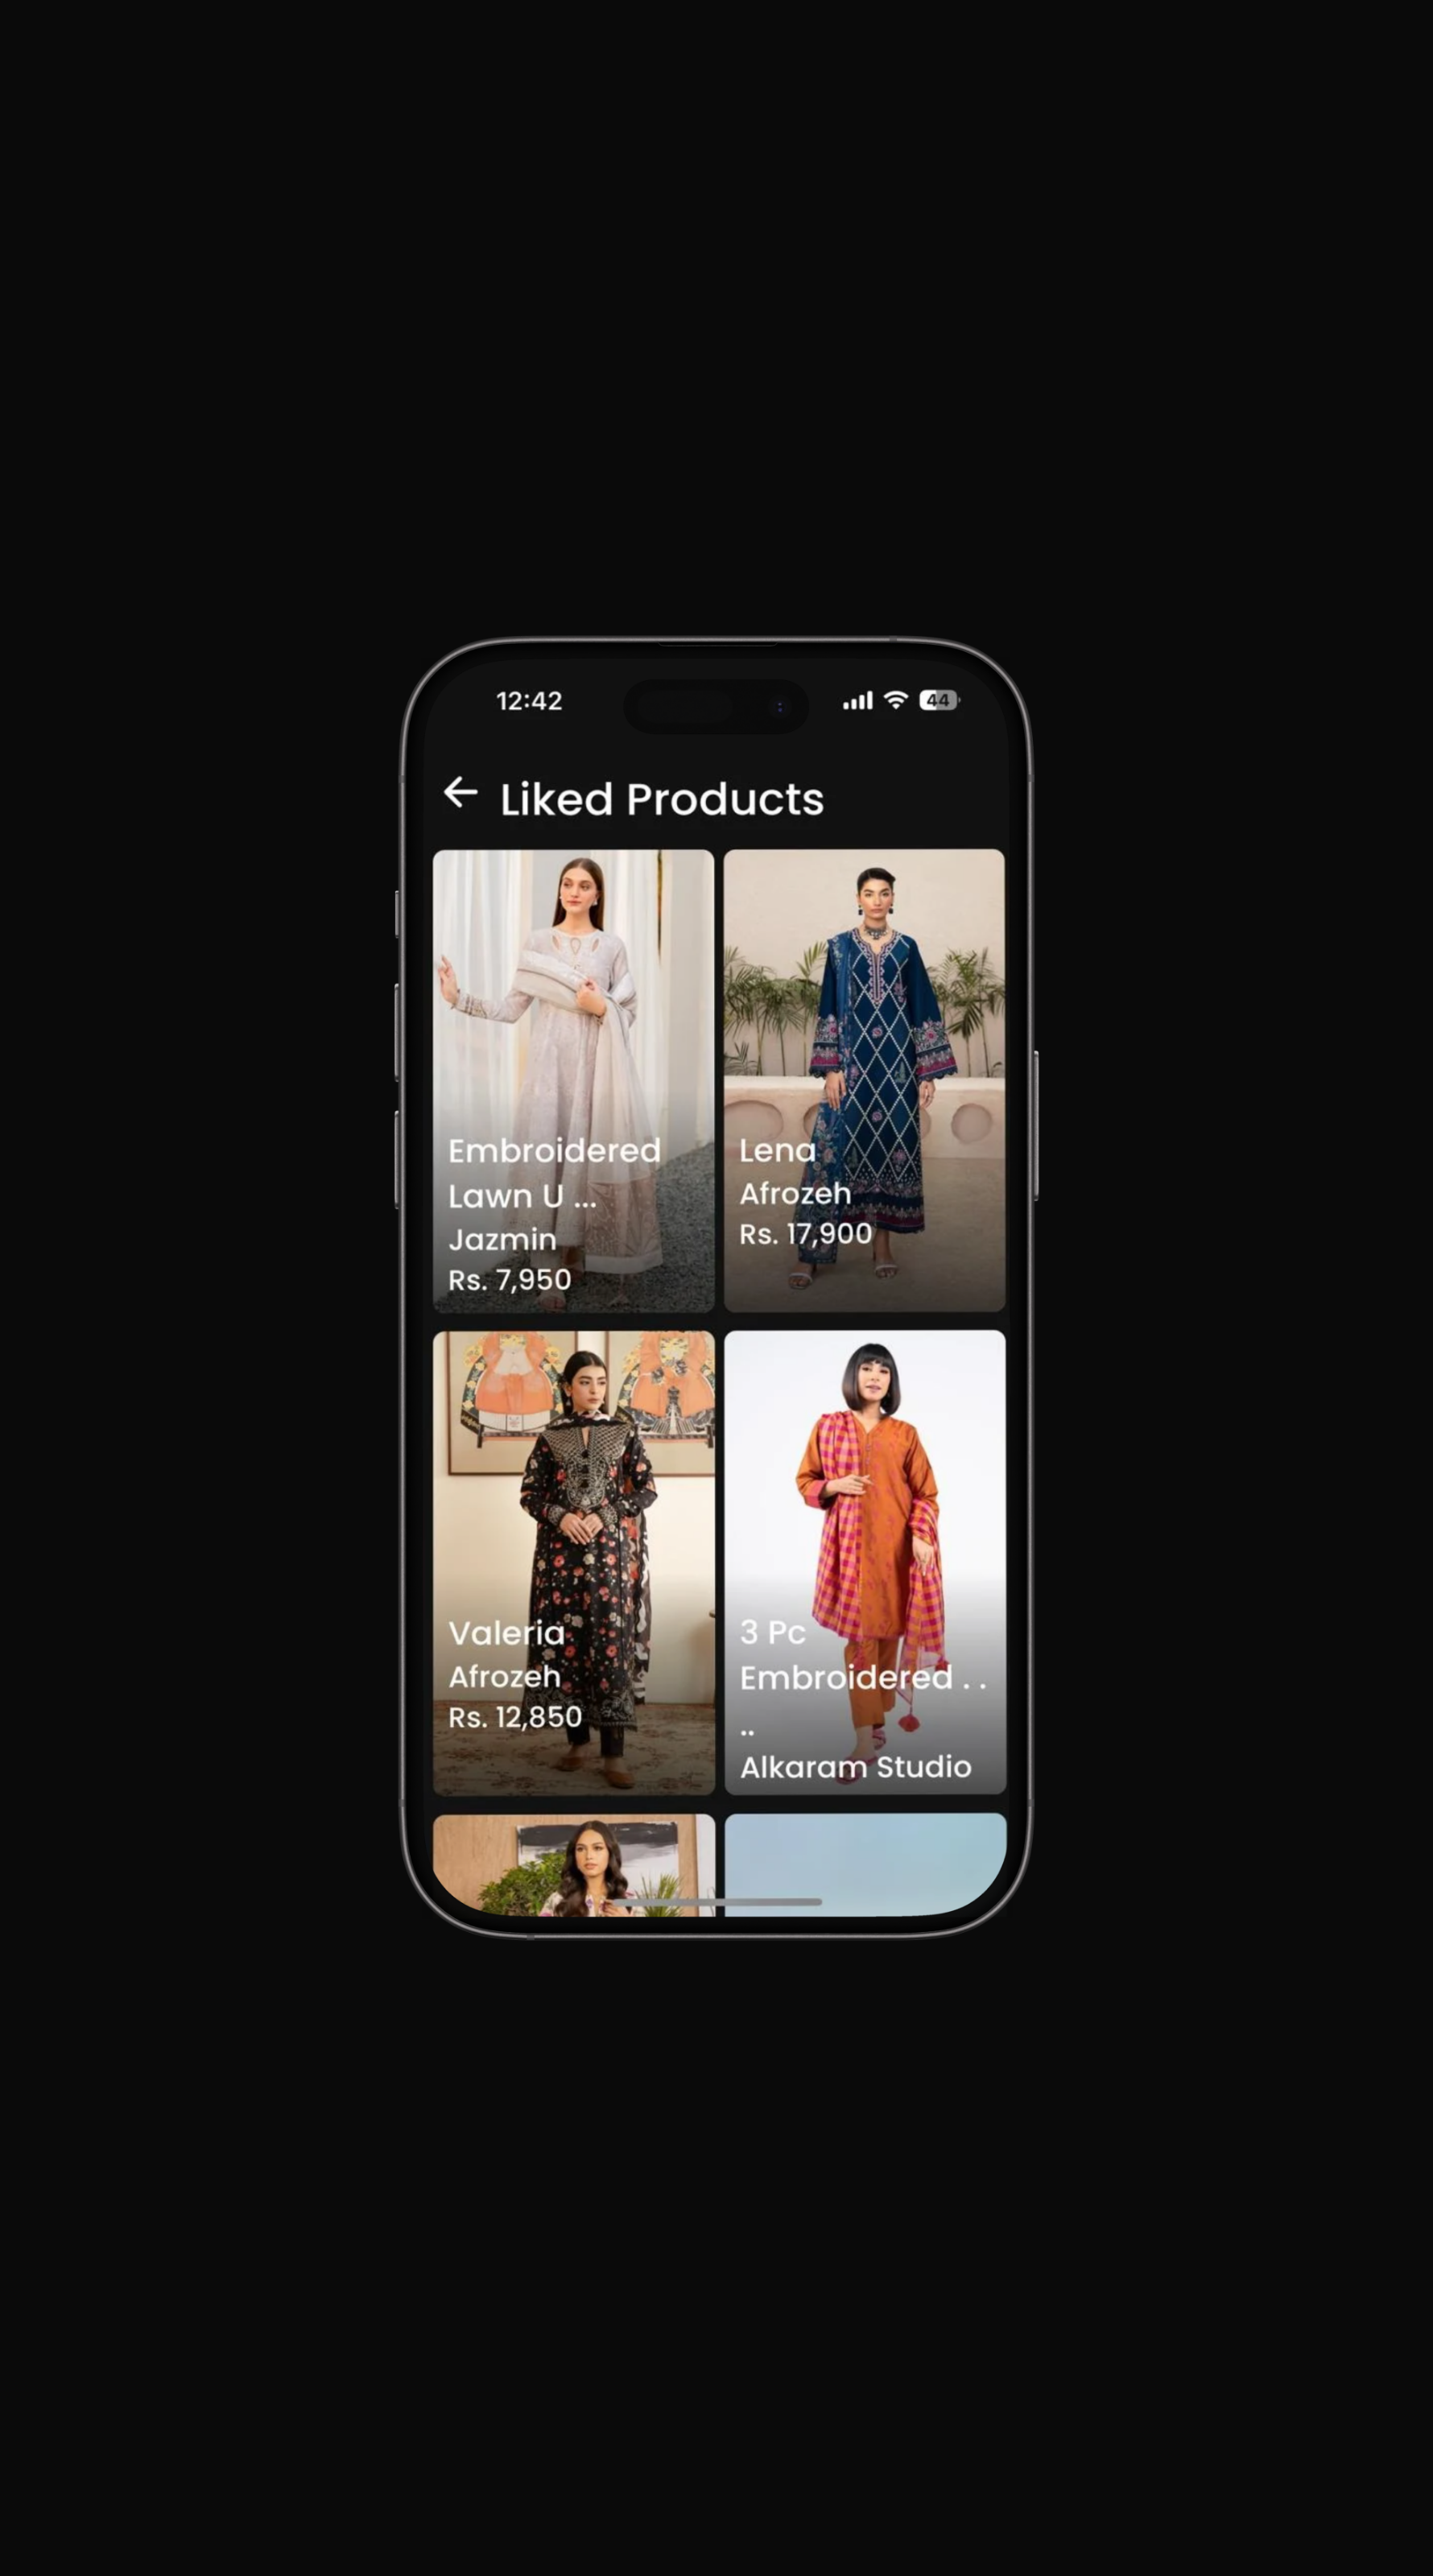 12:42
44
Liked Products
Embroidered
Lawn U ...
Jazmin
Rs. 7,950
Lena
Afrozeh
Rs. 17,900
Valeria
Afrozeh
Rs. 12,850
3 Pc
Embroidered . .
..
Alkaram Studio